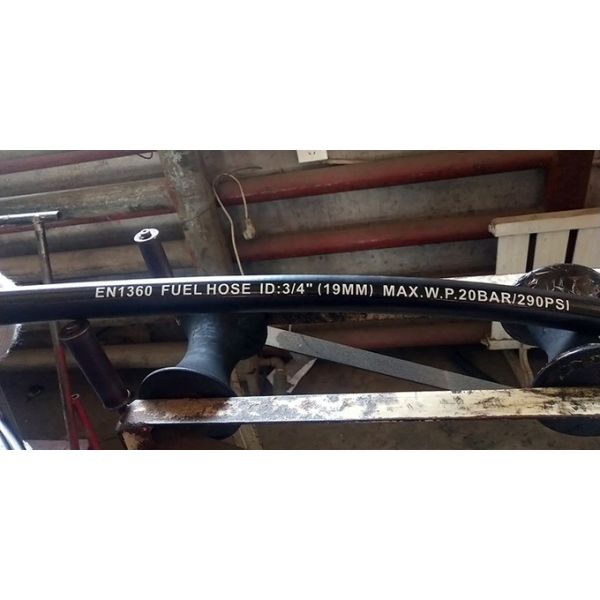 EN1360 FUEL HOSE ID:3/4" (19MM) MAX.W.P.20BAR/290PSI